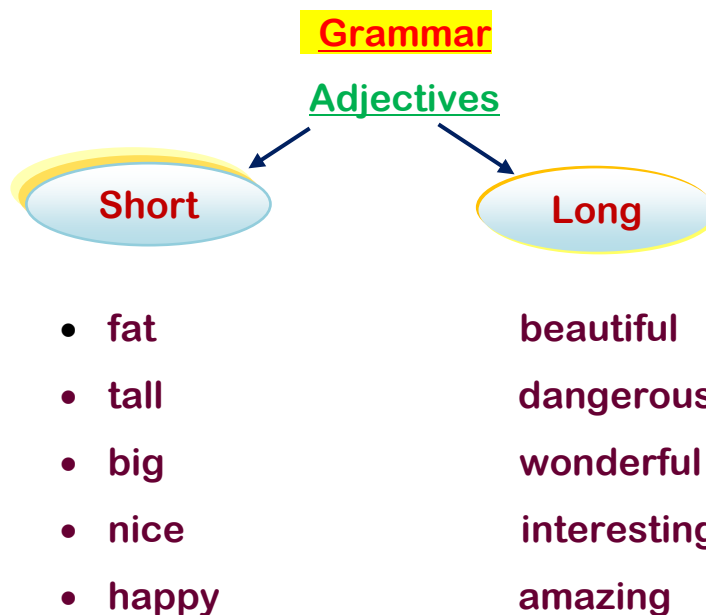 Grammar
Adjectives
Short Long
• fat beautiful
• tall dangerous
• big wonderful
• nice interesting
• happy amazing